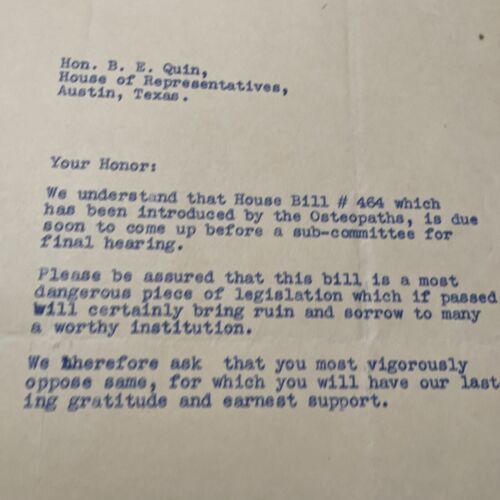 Hon. B. E. Quin,
House of Representatives,
Austin, Texas.
Your Honor:
We understand that House Bill # 464 which
has been introduced by the Osteopaths, is due
soon to come up before a sub-committee for
final hearing.
Please be assured that this bill is a most
dangerous piece of legislation which if passed
will certainly bring ruin and sorrow to many
a worthy institution.
We therefore ask that you most vigorously
oppose same, for which you will have our last
ing gratitude and earnest support.